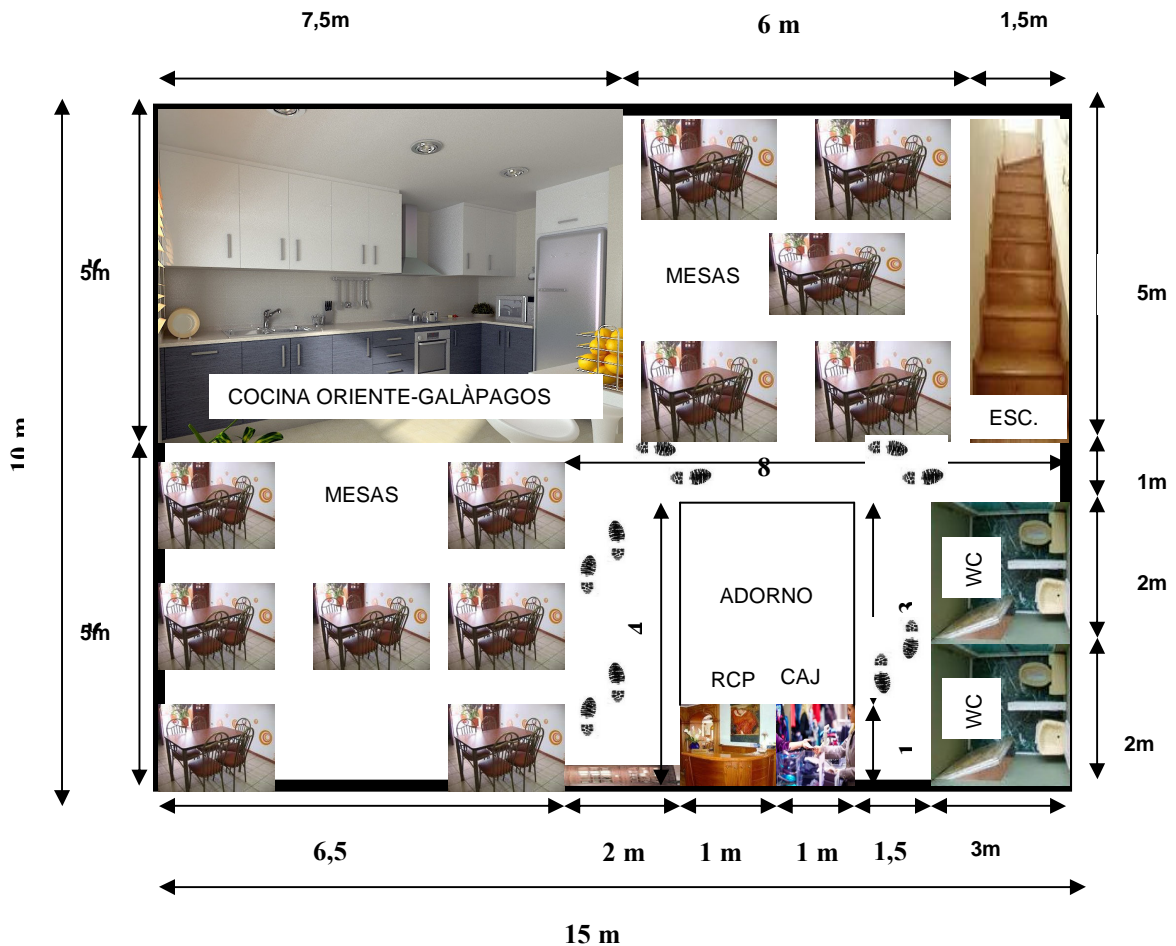 7,5m
6 m
1,5m
10 m
5m
COCINA ORIENTE-GALÀPAGOS
MESAS
ESC.
5m
8
1m
MESAS
5m
4
ADORNO
3
WC
2m
RCP
CAJ
1
WC
2m
6,5
2 m
1 m
1 m
1,5
3m
15 m